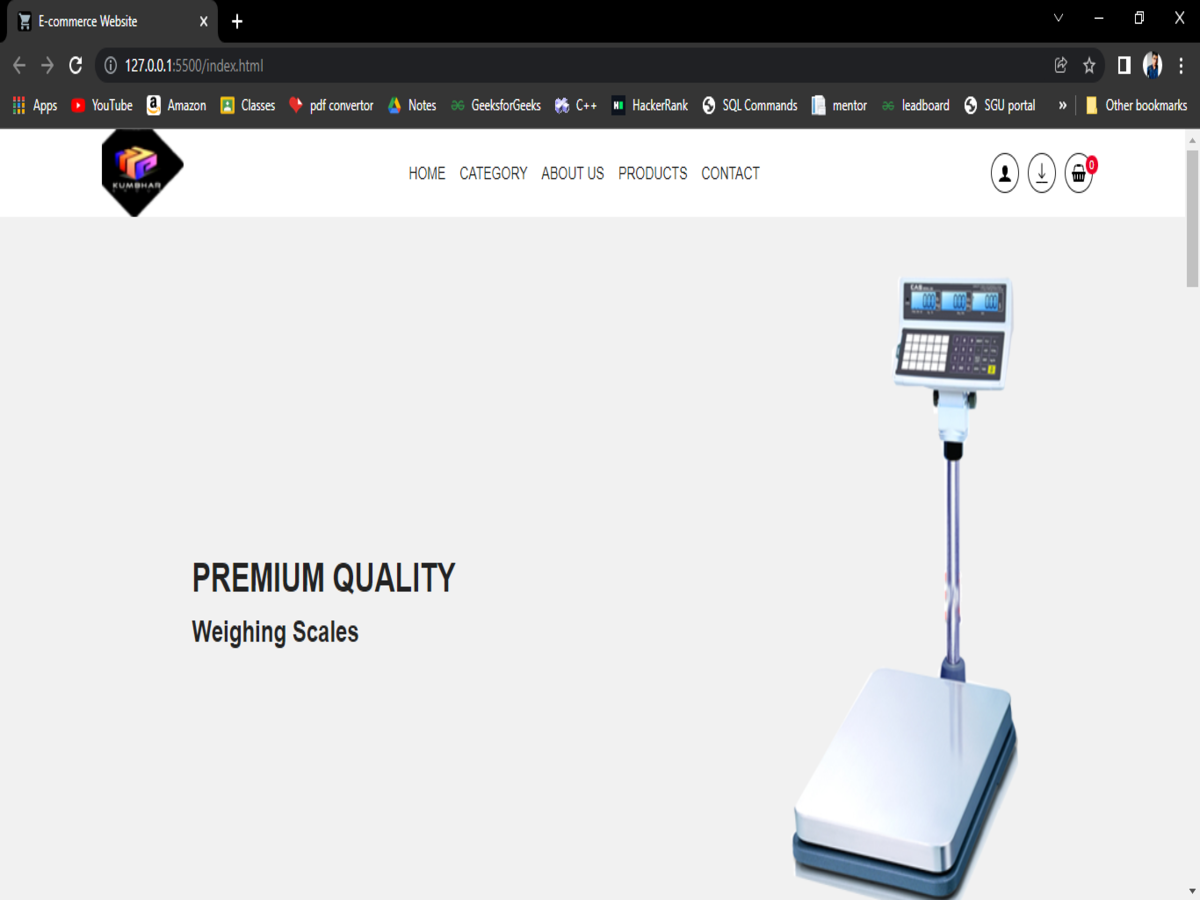 E-commerce Website
127.0.0.1:5500/index.html
Apps YouTube Amazon Classes pdf convertor Notes GeeksforGeeks C++ HackerRank SQL Commands mentor leadboard SGU portal » Other bookmarks
KUMBHAR
HOME CATEGORY ABOUT US PRODUCTS CONTACT
0
CAS
PREMIUM QUALITY
Weighing Scales